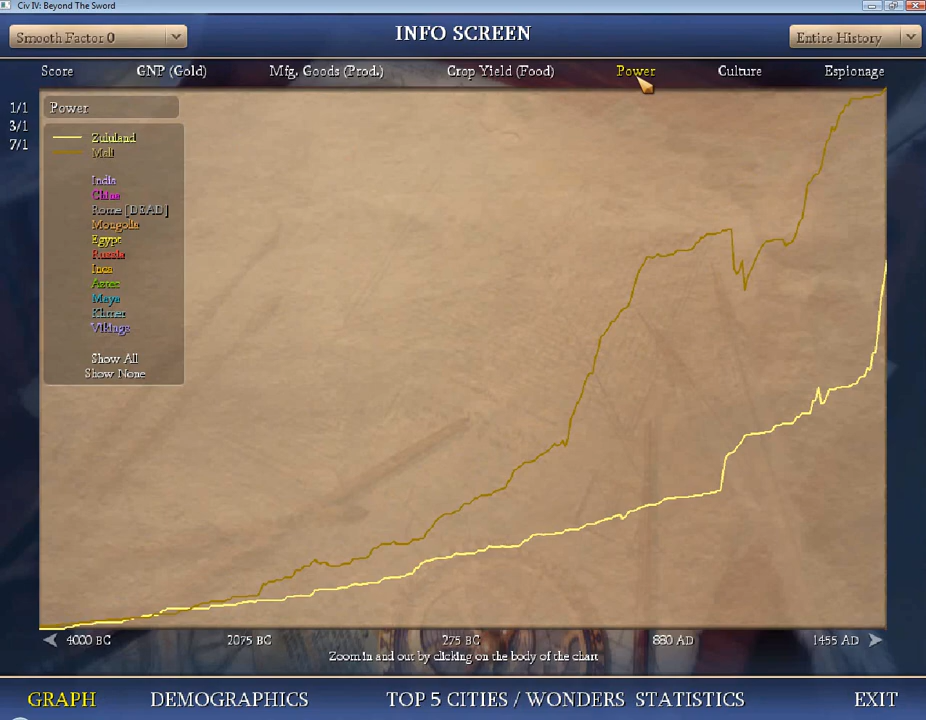 Civ IV: Beyond The Sword
Smooth Factor 0
INFO SCREEN
Entire History
Score
GNP (Gold)
Mfg. Goods (Prod.)
Crop Yield (Food)
Power
Culture
Espionage
1/1
3/1
7/1
Power
Zululand
Mali
India
China
Rome [DEAD]
Mongolia
Egypt
Russia
Inca
Aztec
Maya
Khmer
Vikings
Show All
Show None
4000 BC
2075 BC
275 BC
880 AD
1455 AD
Zoom in and out by clicking on the body of the chart
GRAPH
DEMOGRAPHICS
TOP 5 CITIES / WONDERS
STATISTICS
EXIT